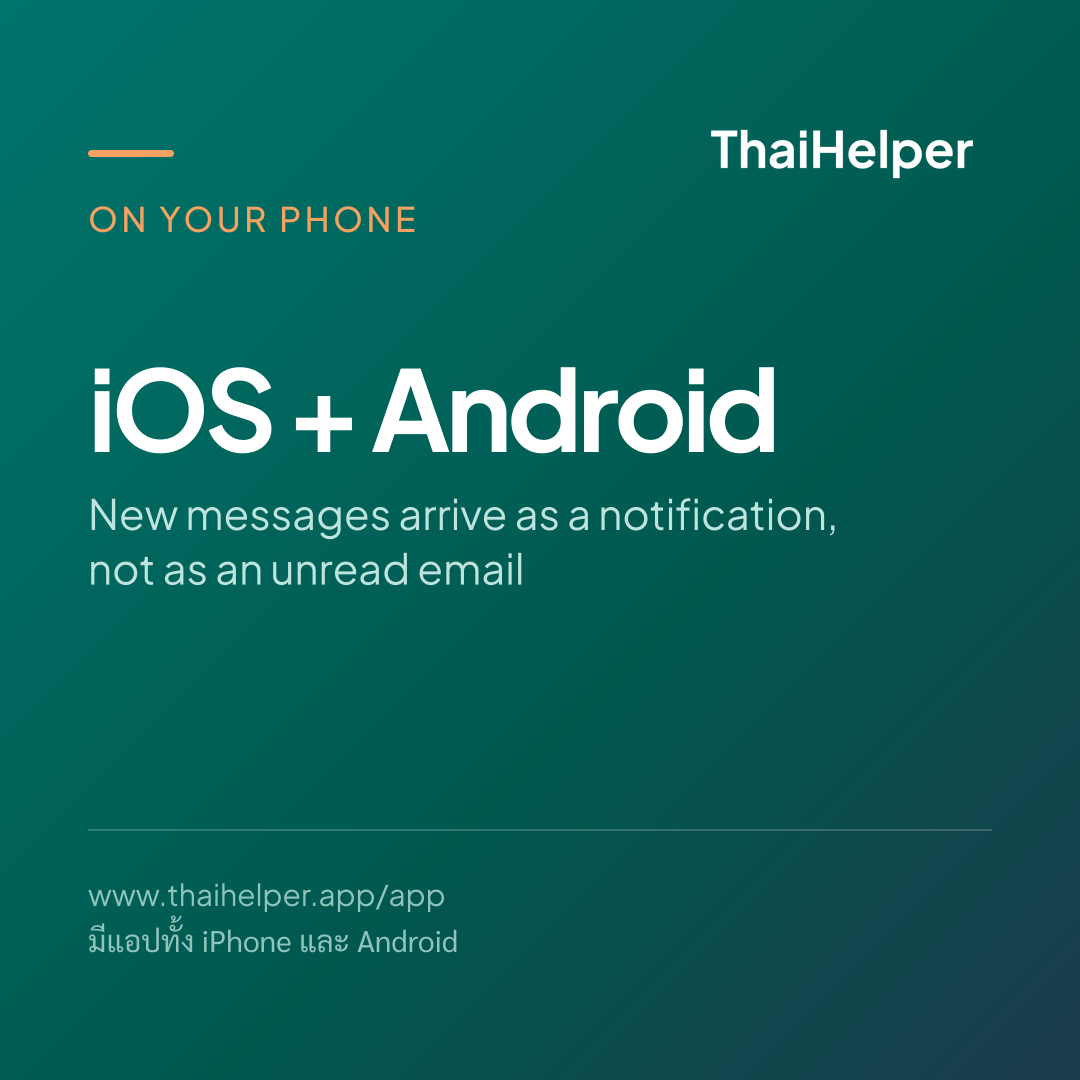 ThaiHelper
ON YOUR PHONE
iOS + Android
New messages arrive as a notification,
not as an unread email
www.thaihelper.app/app
มีแอปทั้ง iPhone และ Android